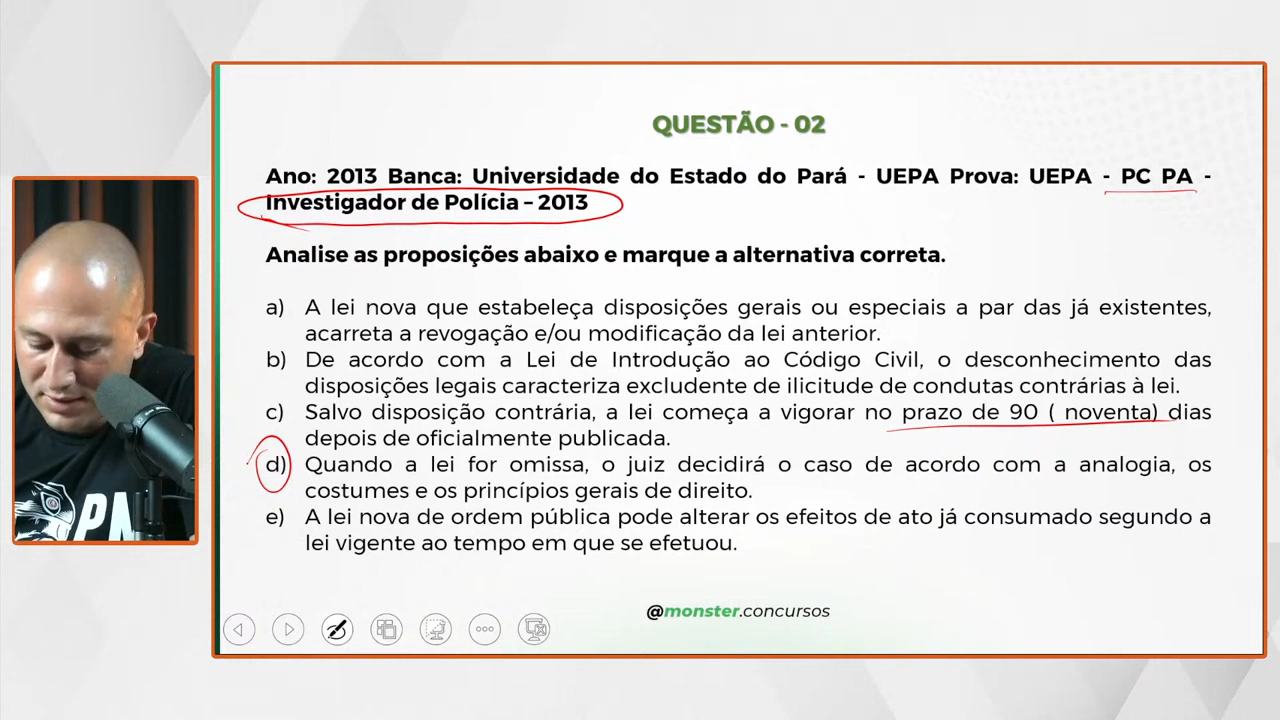 QUESTÃO - 02
Ano: 2013 Banca: Universidade do Estado do Pará - UEPA Prova: UEPA - PC PA -
Investigador de Polícia – 2013
Analise as proposições abaixo e marque a alternativa correta.
a) A lei nova que estabeleça disposições gerais ou especiais a par das já existentes,
acarreta a revogação e/ou modificação da lei anterior.
b) De acordo com a Lei de Introdução ao Código Civil, o desconhecimento das
disposições legais caracteriza excludente de ilicitude de condutas contrárias à lei.
c) Salvo disposição contrária, a lei começa a vigorar no prazo de 90 ( noventa) dias
depois de oficialmente publicada.
d) Quando a lei for omissa, o juiz decidirá o caso de acordo com a analogia, os
costumes e os princípios gerais de direito.
e) A lei nova de ordem pública pode alterar os efeitos de ato já consumado segundo a
lei vigente ao tempo em que se efetuou.
@monster.concursos